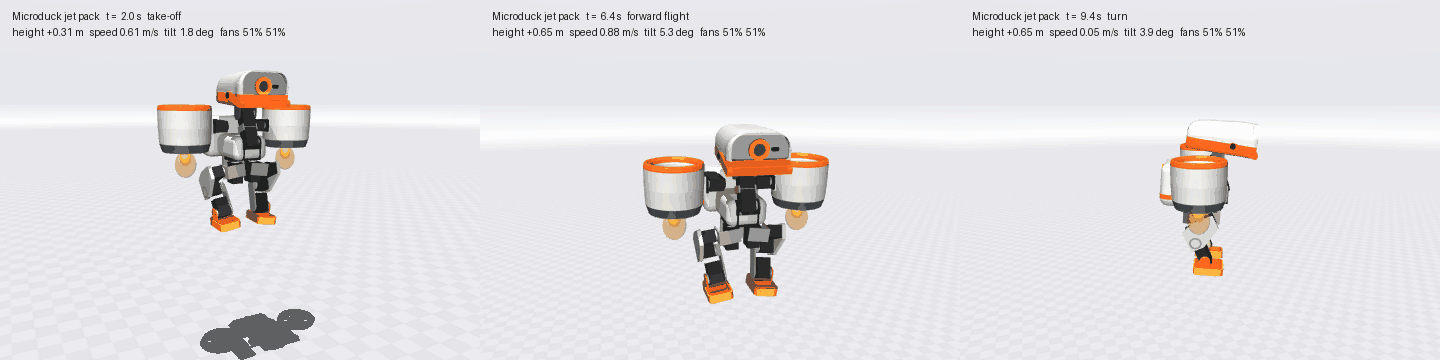 Microduck jet pack  t = 2.0 s  take-off
height +0.31 m  speed 0.61 m/s  tilt 1.8 deg  fans 51% 51%
Microduck jet pack  t = 6.4 s  forward flight
height +0.65 m  speed 0.88 m/s  tilt 5.3 deg  fans 51% 51%
Microduck jet pack  t = 9.4 s  turn
height +0.65 m  speed 0.05 m/s  tilt 3.9 deg  fans 51% 51%